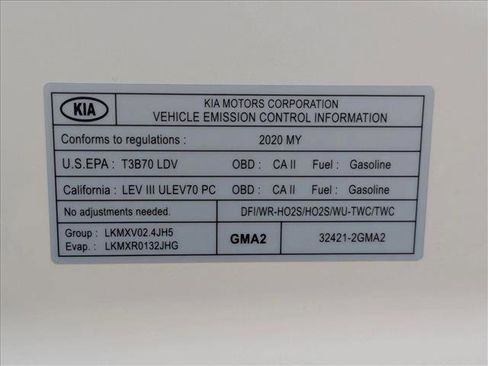 KIA
KIA MOTORS CORPORATION
VEHICLE EMISSION CONTROL INFORMATION
Conforms to regulations : 2020 MY
U.S.EPA : T3B70 LDV OBD : CA II Fuel : Gasoline
California : LEV III ULEV70 PC OBD : CA II Fuel : Gasoline
No adjustments needed. DFI/WR-HO2S/HO2S/WU-TWC/TWC
Group : LKMXV02.4JH5
Evap. : LKMXR0132JHG
GMA2
32421-2GMA2